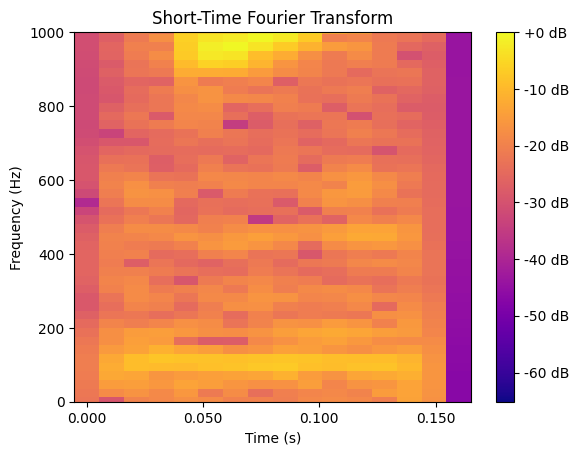 Short-Time Fourier Transform
Frequency (Hz)
1000
800
600
400
200
0
0.000
0.050
0.100
0.150
Time (s)
+0 dB
-10 dB
-20 dB
-30 dB
-40 dB
-50 dB
-60 dB